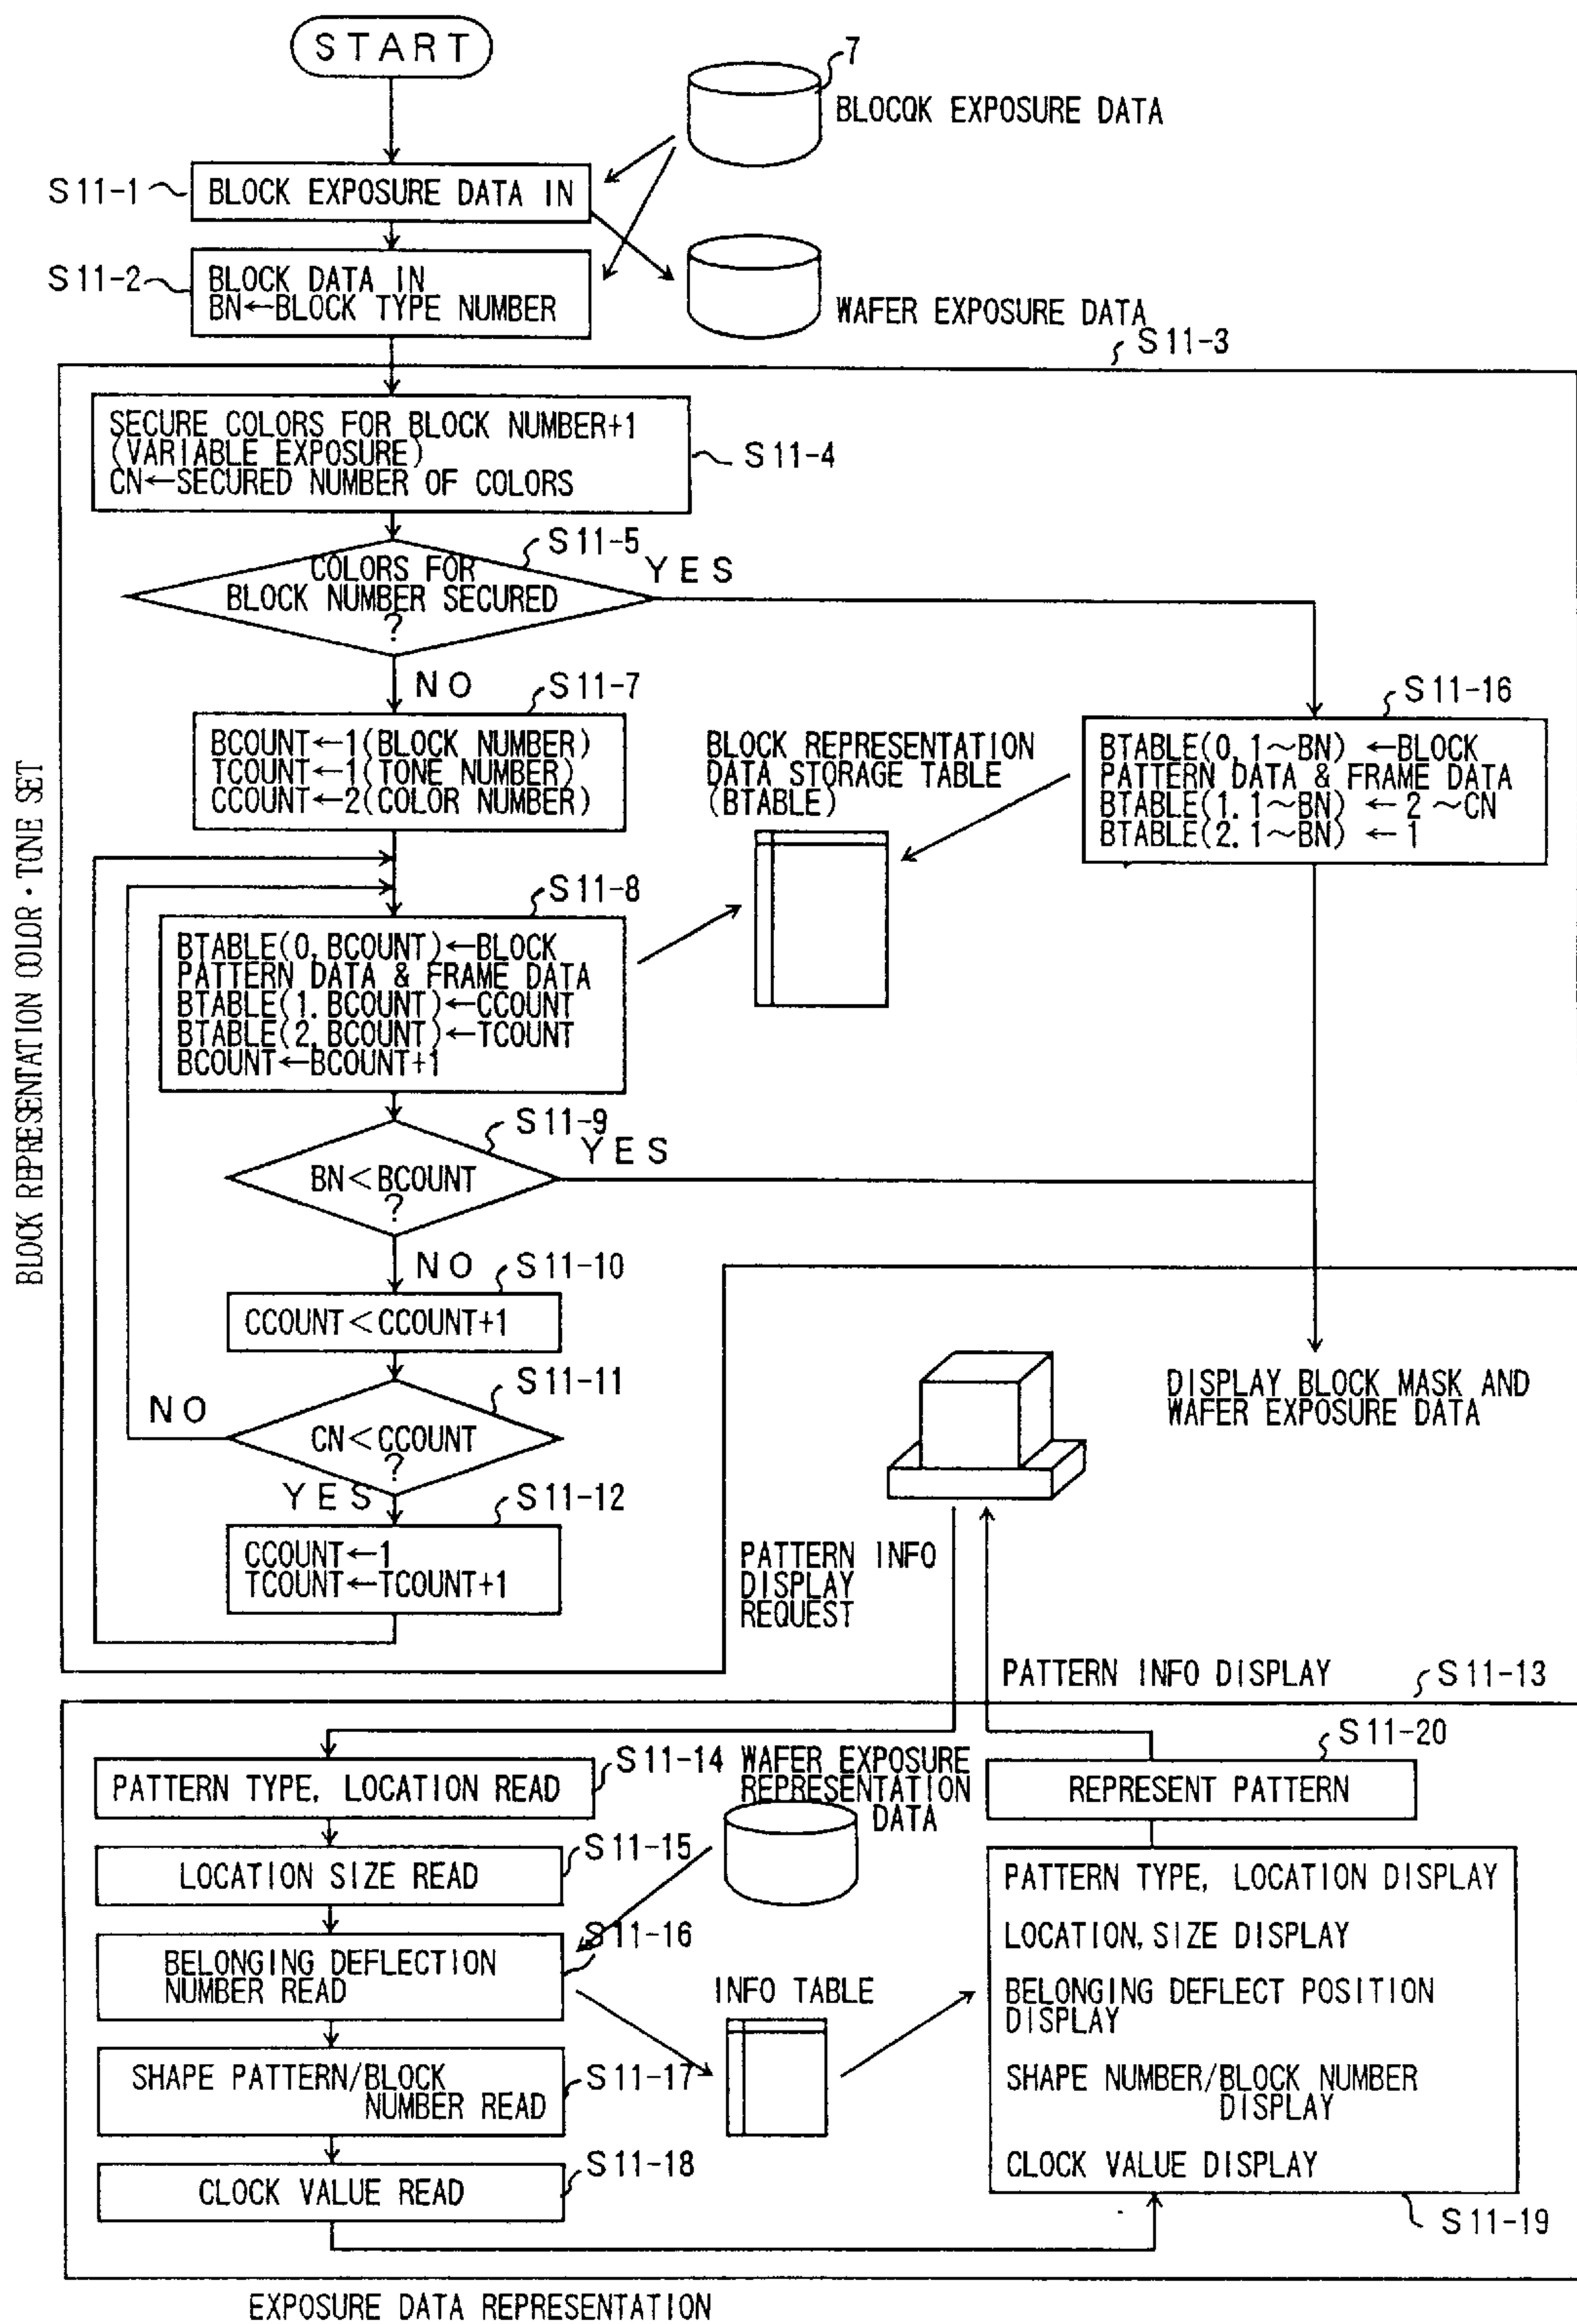 START
7
BLOCQK EXPOSURE DATA
S11-1
BLOCK EXPOSURE DATA IN
S11-2
BLOCK DATA IN
BN←BLOCK TYPE NUMBER
WAFER EXPOSURE DATA
S11-3
SECURE COLORS FOR BLOCK NUMBER+1
(VARIABLE EXPOSURE)
CN←SECURED NUMBER OF COLORS
S11-4
S11-5
COLORS FOR
BLOCK NUMBER SECURED
?
YES
NO
S11-7
BCOUNT←1(BLOCK NUMBER)
TCOUNT←1(TONE NUMBER)
CCOUNT←2(COLOR NUMBER)
BLOCK REPRESENTATION
DATA STORAGE TABLE
(BTABLE)
S11-16
BTABLE(0,1~BN) ←BLOCK
PATTERN DATA & FRAME DATA
BTABLE(1.1~BN) ←2 ~CN
BTABLE(2.1~BN) ←1
BLOCK REPRESENTATION COLOR·TONE SET
S11-8
BTABLE(0,BCOUNT)←BLOCK
PATTERN DATA & FRAME DATA
BTABLE(1.BCOUNT)←CCOUNT
BTABLE(2,BCOUNT)←TCOUNT
BCOUNT←BCOUNT+1
S11-9
BN<BCOUNT
?
YES
NO
S11-10
CCOUNT<CCOUNT+1
S11-11
CN<CCOUNT
?
NO
YES
S11-12
CCOUNT←1
TCOUNT←TCOUNT+1
DISPLAY BLOCK MASK AND
WAFER EXPOSURE DATA
PATTERN INFO
DISPLAY
REQUEST
PATTERN INFO DISPLAY
S11-13
S11-14
PATTERN TYPE, LOCATION READ
WAFER EXPOSURE
REPRESENTATION
DATA
S11-20
REPRESENT PATTERN
S11-15
LOCATION SIZE READ
S11-16
BELONGING DEFLECTION
NUMBER READ
INFO TABLE
S11-17
SHAPE PATTERN/BLOCK
NUMBER READ
S11-18
CLOCK VALUE READ
PATTERN TYPE, LOCATION DISPLAY
LOCATION,SIZE DISPLAY
BELONGING DEFLECT POSITION
DISPLAY
SHAPE NUMBER/BLOCK NUMBER
DISPLAY
CLOCK VALUE DISPLAY
S11-19
EXPOSURE DATA REPRESENTATION